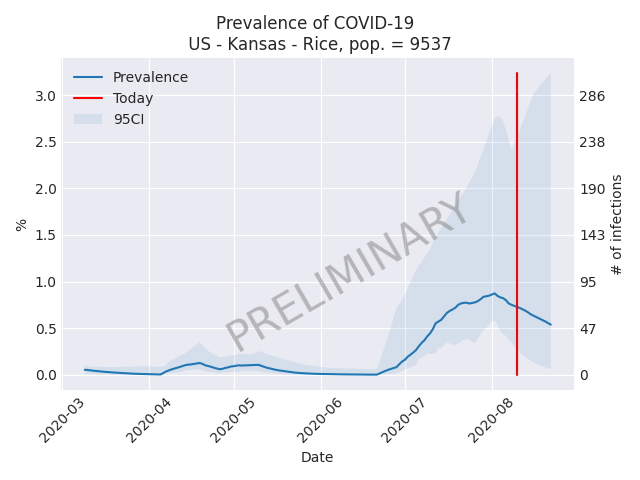 Prevalence of COVID-19
US - Kansas - Rice, pop. = 9537
Prevalence
Today
95CI
PRELIMINARY
%
3.0
2.5
2.0
1.5
1.0
0.5
0.0
286
238
190
143
95
47
0
# of infections
2020-03
2020-04
2020-05
2020-06
2020-07
2020-08
Date